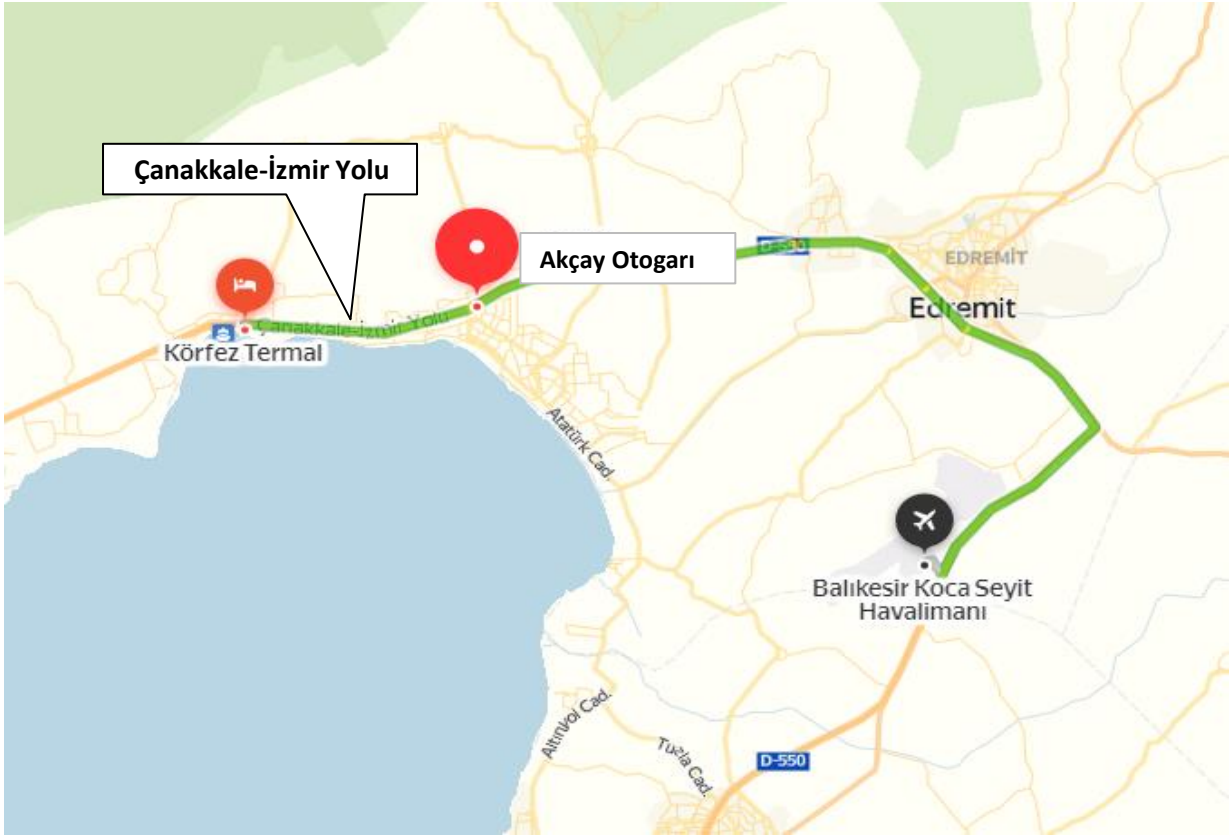 Çanakkale-İzmir Yolu
Akçay Otogarı
D-550
EDREMİT
Edremit
Çanakkale-İzmir Yolu
Körfez Termal
Atatürk Cad.
Balıkesir Koca Seyit
Havalimanı
Altınkol Cad.
Tuzla Cad.
D-550